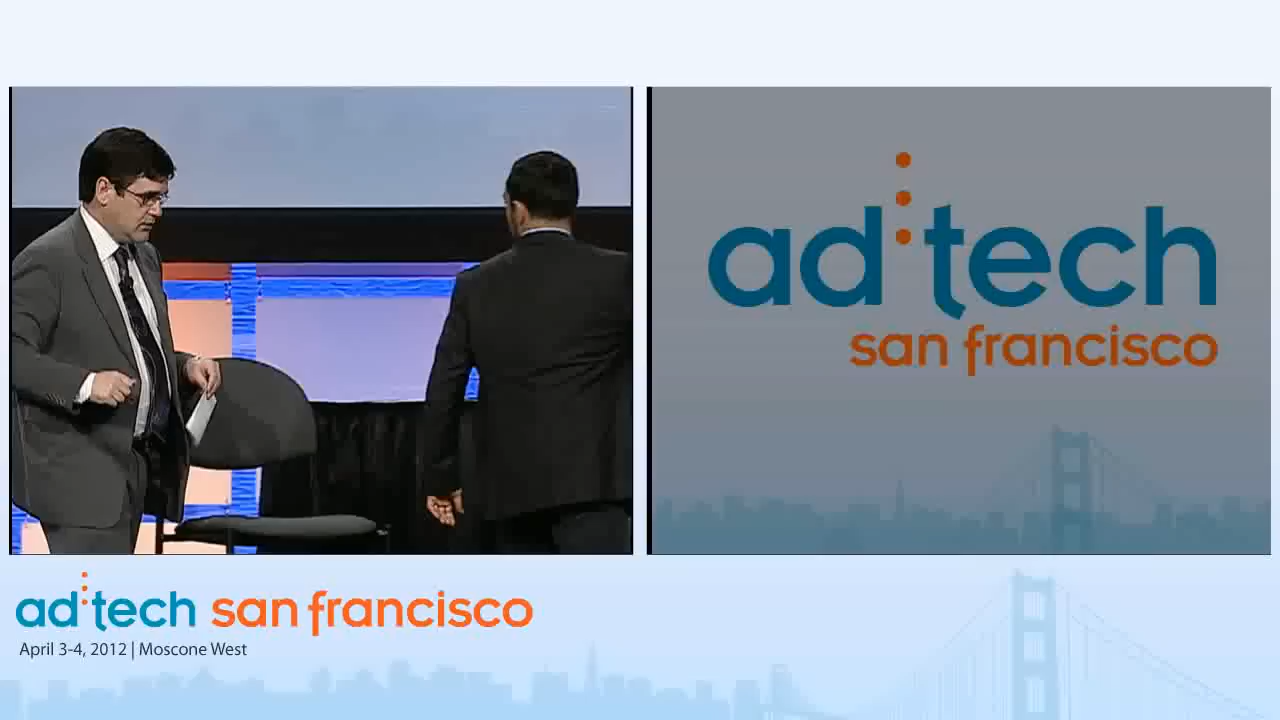 ad:tech
san francisco
ad:tech san francisco
April 3-4, 2012 | Moscone West